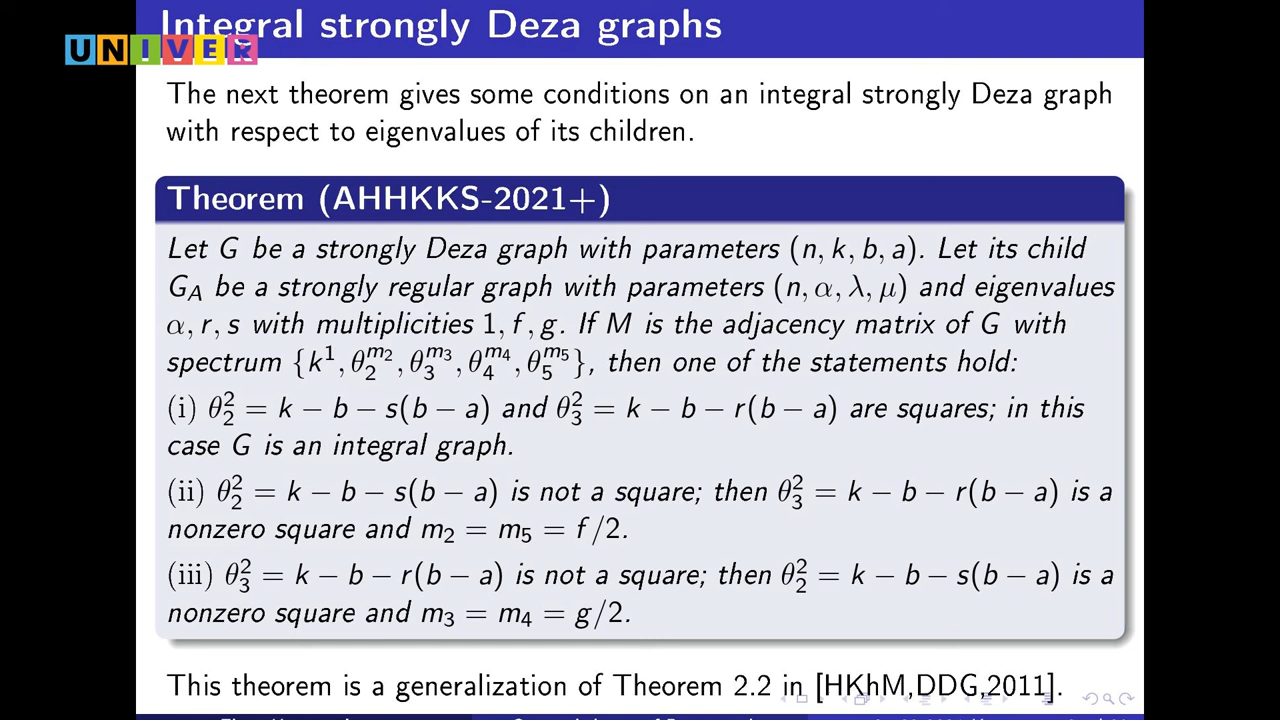 Integral strongly Deza graphs
UNIVER
The next theorem gives some conditions on an integral strongly Deza graph
with respect to eigenvalues of its children.
Theorem (AHHKKS-2021+)
Let G be a strongly Deza graph with parameters (n, k, b, a). Let its child
G_A be a strongly regular graph with parameters (n, α, λ, μ) and eigenvalues
α, r, s with multiplicities 1, f, g. If M is the adjacency matrix of G with
spectrum {k^1, θ_2^{m_2}, θ_3^{m_3}, θ_4^{m_4}, θ_5^{m_5}}, then one of the statements hold:
(i) θ_2^2 = k − b − s(b − a) and θ_3^2 = k − b − r(b − a) are squares; in this
case G is an integral graph.
(ii) θ_2^2 = k − b − s(b − a) is not a square; then θ_3^2 = k − b − r(b − a) is a
nonzero square and m_2 = m_5 = f/2.
(iii) θ_3^2 = k − b − r(b − a) is not a square; then θ_2^2 = k − b − s(b − a) is a
nonzero square and m_3 = m_4 = g/2.
This theorem is a generalization of Theorem 2.2 in [HKhM,DDG,2011].